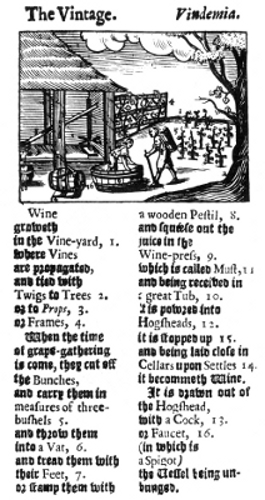 The Vintage.
Vindemia.
Wine
groweth
in the Vine-yard, 1.
where Vines
are propagated,
and tied with
Twigs to Trees 2.
or to Props, 3.
or Frames, 4.
When the time
of grape-gathering
is come, they cut off
the Bunches,
and carry them in
measures of three-
bushels 5.
and throw them
into a Vat, 6.
and tread them with
their Feet, 7.
or stamp them with
a wooden Pestil, 8.
and squeese out the
juice in the
Wine-press, 9.
which is called Must, 11
and being received in
a great Tub, 10.
It is powred into
Hogsheads, 12.
it is stopped up 15.
and being laid close in
Cellars upon Settles 14.
it becommeth Wine.
It is drawn out of
the Hogshead,
with a Cock, 13.
or Faucet, 16.
(in which is
a Spigot)
the Vessel being un-
bunged.